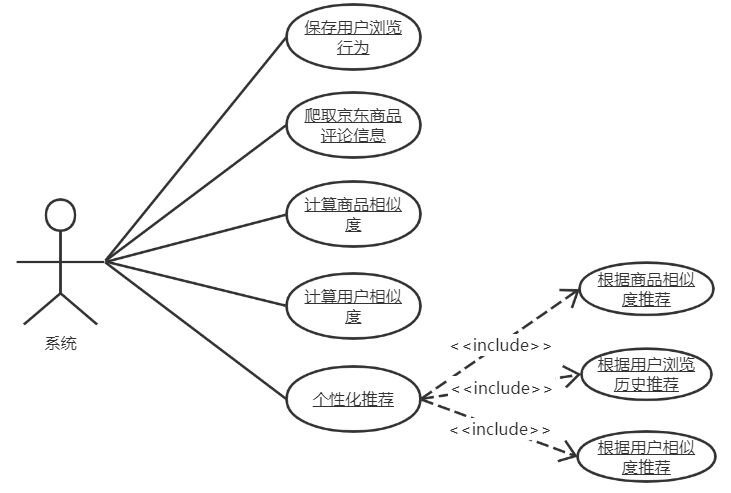 保存用户浏览
行为
爬取京东商品
评论信息
计算商品相似
度
计算用户相似
度
根据商品相似
度推荐
系统
<<include>>
根据用户浏览
历史推荐
<<include>>
个性化推荐
<<include>>
根据用户相似
度推荐